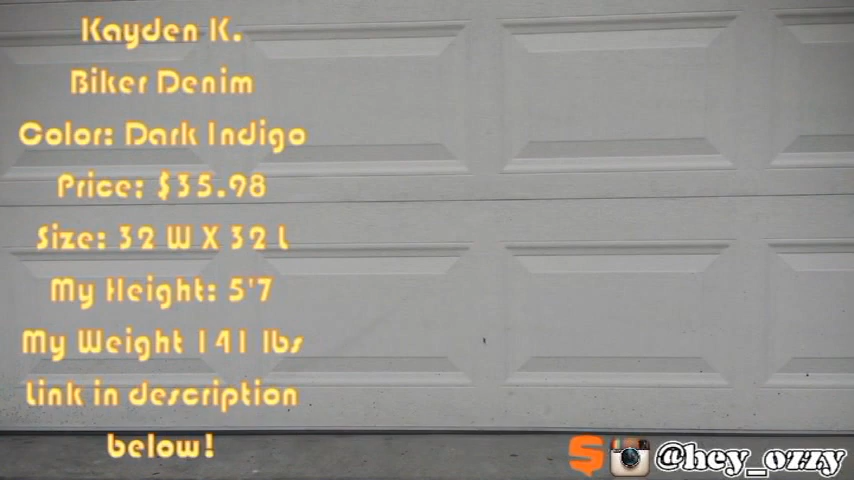 Kayden K.
Biker Denim
Color: Dark Indigo
Price: $35.98
Size: 32 W X 32 L
My Height: 5'7
My Weight 141 lbs
Link in description
below!
@hey_ozzy